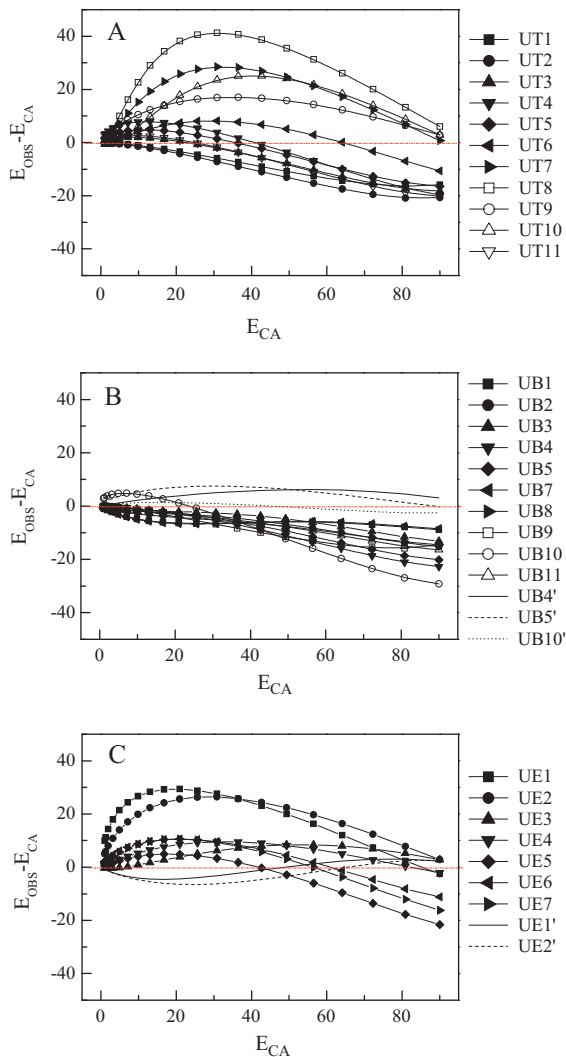 A
40
20
0
-20
-40
E_OBS-E_CA
0 20 40 60 80
E_CA
UT1
UT2
UT3
UT4
UT5
UT6
UT7
UT8
UT9
UT10
UT11
B
40
20
0
-20
-40
E_OBS-E_CA
0 20 40 60 80
E_CA
UB1
UB2
UB3
UB4
UB5
UB7
UB8
UB9
UB10
UB11
UB4'
UB5'
UB10'
C
40
20
0
-20
-40
E_OBS-E_CA
0 20 40 60 80
E_CA
UE1
UE2
UE3
UE4
UE5
UE6
UE7
UE1'
UE2'